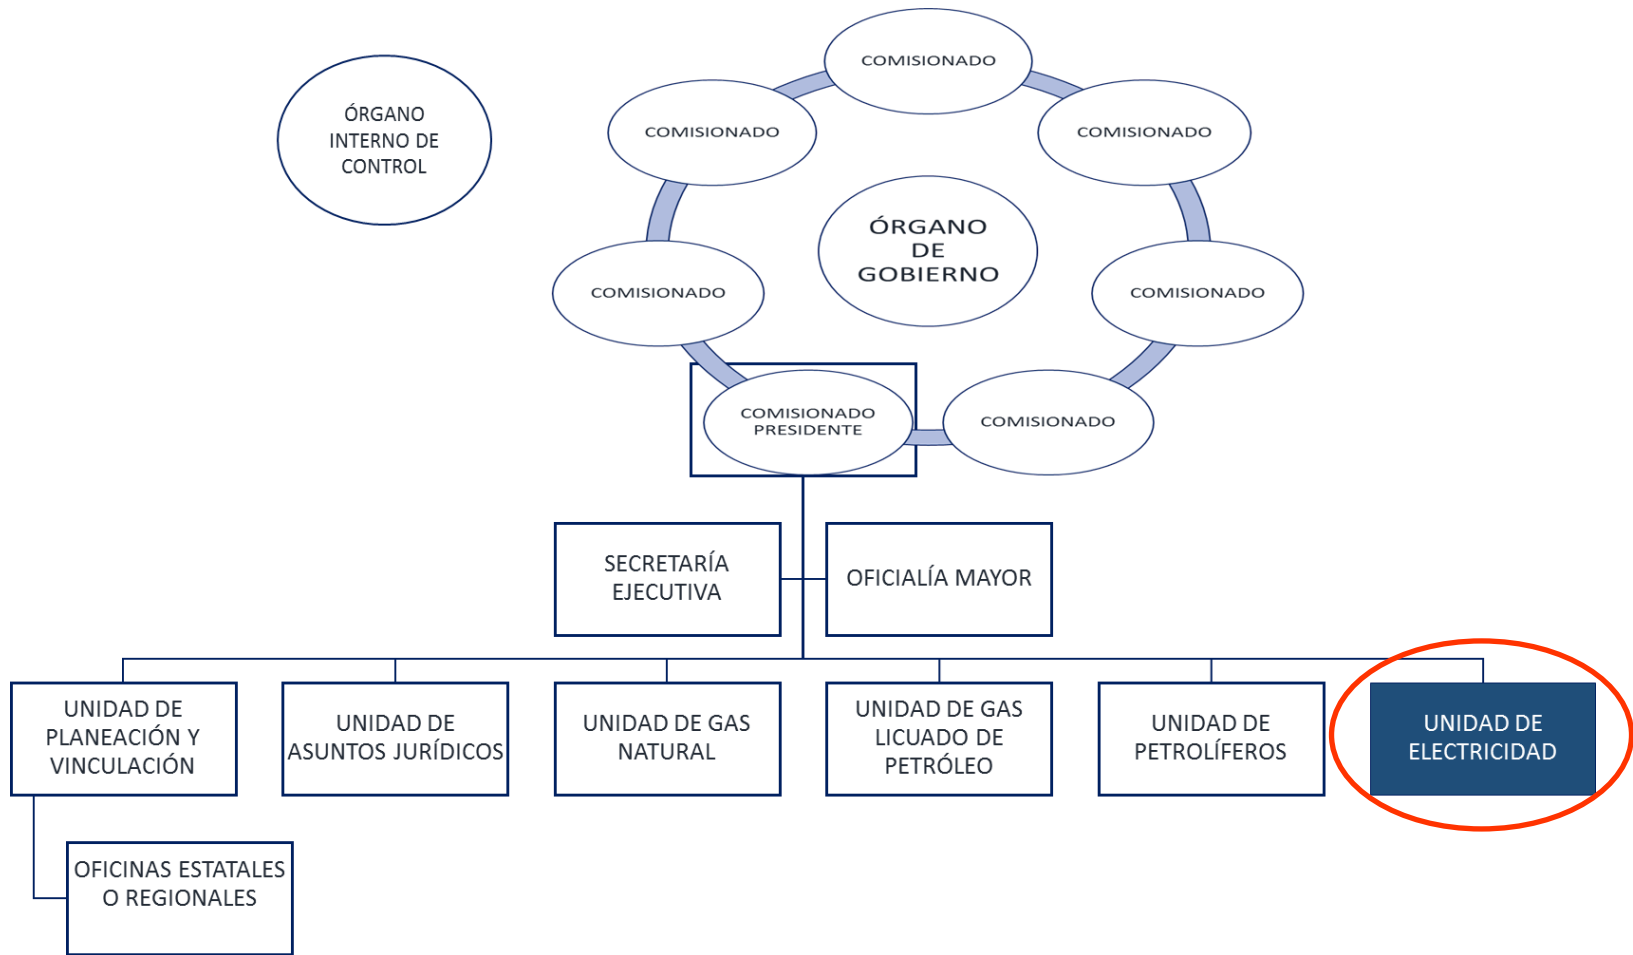 COMISIONADO
ÓRGANO
INTERNO DE
CONTROL
COMISIONADO
COMISIONADO
ÓRGANO
DE
GOBIERNO
COMISIONADO
COMISIONADO
COMISIONADO
PRESIDENTE
COMISIONADO
SECRETARÍA
EJECUTIVA
OFICIALÍA MAYOR
UNIDAD DE
PLANEACIÓN Y
VINCULACIÓN
UNIDAD DE
ASUNTOS JURÍDICOS
UNIDAD DE GAS
NATURAL
UNIDAD DE GAS
LICUADO DE
PETRÓLEO
UNIDAD DE
PETROLÍFEROS
UNIDAD DE
ELECTRICIDAD
OFICINAS ESTATALES
O REGIONALES